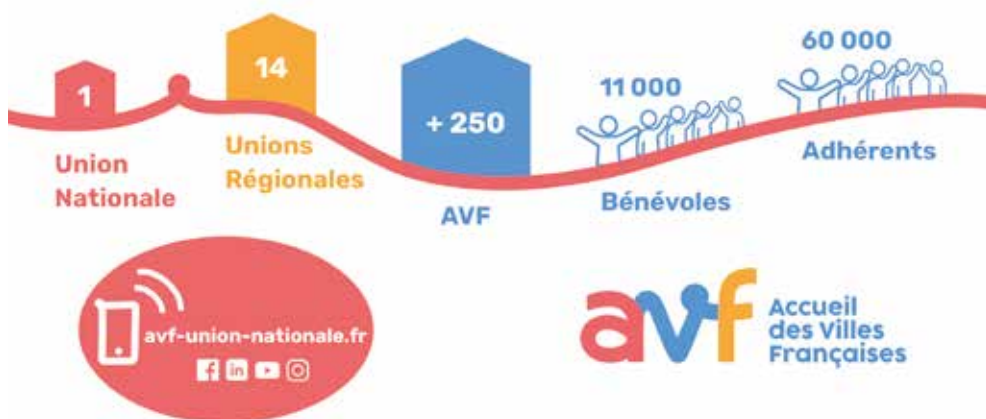 1
Union
Nationale
14
Unions
Régionales
+ 250
AVF
11 000
Bénévoles
60 000
Adhérents
avf-union-nationale.fr
f in
avf
Accueil
des Villes
Françaises